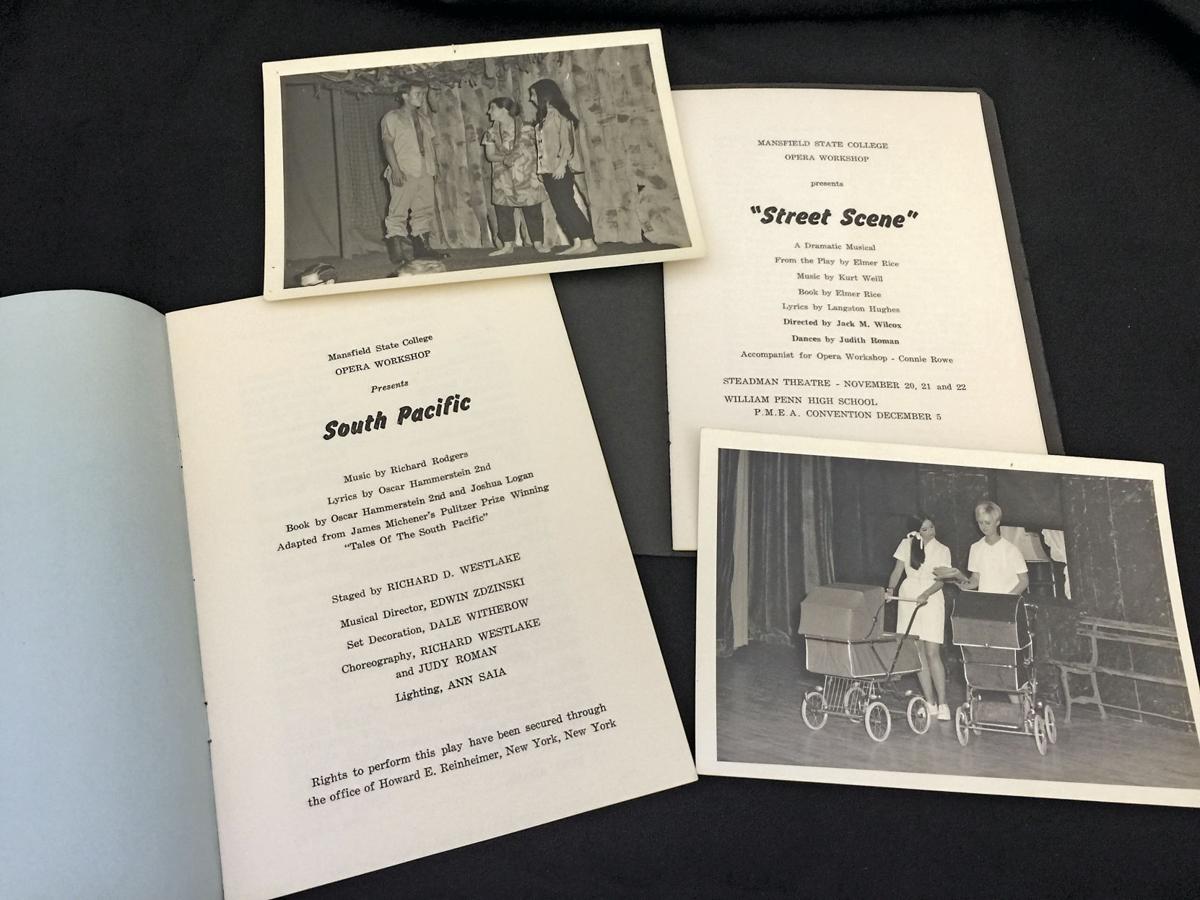 MANSFIELD STATE COLLEGE
OPERA WORKSHOP
presents
"Street Scene"
A Dramatic Musical
From the Play by Elmer Rice
Music by Kurt Weill
Book by Elmer Rice
Lyrics by Langston Hughes
Directed by Jack M. Wilcox
Dances by Judith Roman
Accompanist for Opera Workshop - Connie Rowe
STEADMAN THEATRE - NOVEMBER 20, 21 and 22
WILLIAM PENN HIGH SCHOOL
P.M.E.A. CONVENTION DECEMBER 5
Mansfield State College
OPERA WORKSHOP
Presents
South Pacific
Music by Richard Rodgers
Lyrics by Oscar Hammerstein 2nd
Book by Oscar Hammerstein 2nd and Joshua Logan
Adapted from James Michener's Pulitzer Prize Winning
"Tales Of The South Pacific"
Staged by RICHARD D. WESTLAKE
Musical Director, EDWIN ZDZINSKI
Set Decoration, DALE WITHEROW
Choreography, RICHARD WESTLAKE
and JUDY ROMAN
Lighting, ANN SAIA
Rights to perform this play have been secured through
the office of Howard E. Reinheimer, New York, New York